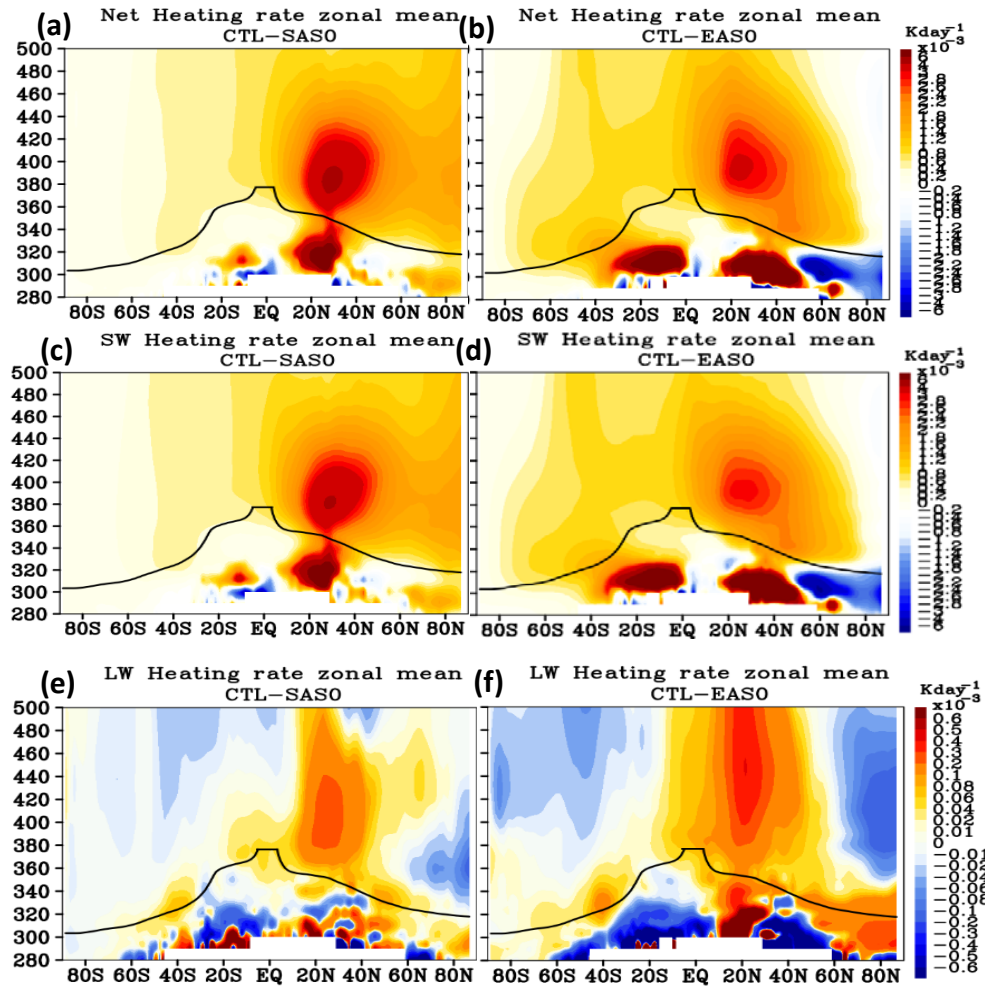 (a) Net Heating rate zonal mean
CTL-SASO
(b) Net Heating rate zonal mean
CTL-EASO
Kday-1
x10-3
500
480
460
440
420
400
380
360
340
320
300
280
80S 60S 40S 20S EQ 20N 40N 60N 80N
80S 60S 40S 20S EQ 20N 40N 60N 80N
(c) SW Heating rate zonal mean
CTL-SASO
(d) SW Heating rate zonal mean
CTL-EASO
Kday-1
x10-3
500
480
460
440
420
400
380
360
340
320
300
280
80S 60S 40S 20S EQ 20N 40N 60N 80N
80S 60S 40S 20S EQ 20N 40N 60N 80N
(e) LW Heating rate zonal mean
CTL-SASO
(f) LW Heating rate zonal mean
CTL-EASO
Kday-1
x10-3
500
480
460
440
420
400
380
360
340
320
300
280
80S 60S 40S 20S EQ 20N 40N 60N 80N
80S 60S 40S 20S EQ 20N 40N 60N 80N
0.6
0.5
0.4
0.3
0.2
0.1
0.08
0.06
0.04
0.02
0.01
0
-0.01
-0.02
-0.04
-0.06
-0.08
-0.1
-0.2
-0.3
-0.4
-0.5
-0.6